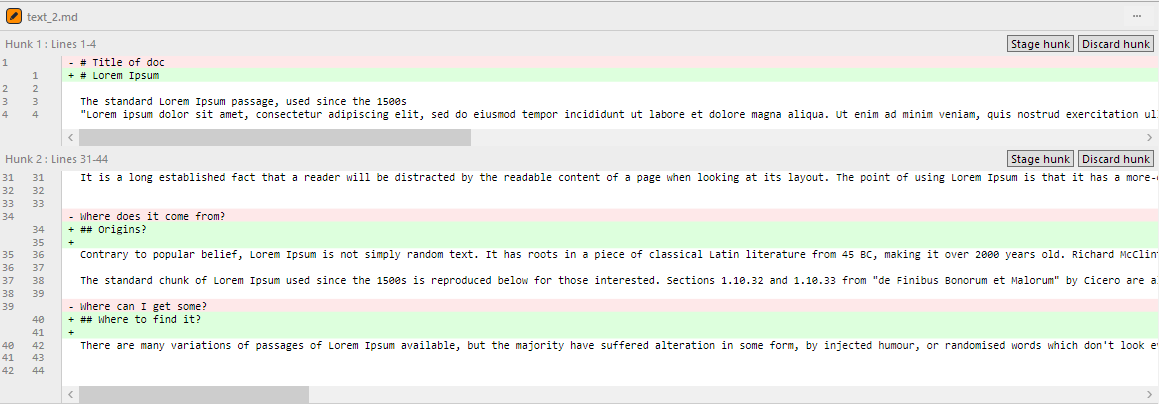 text_2.md ...
Hunk 1 : Lines 1-4 Stage hunk Discard hunk
1 - # Title of doc
1 + # Lorem Ipsum
2 2
3 3 The standard Lorem Ipsum passage, used since the 1500s
4 4 "Lorem ipsum dolor sit amet, consectetur adipiscing elit, sed do eiusmod tempor incididunt ut labore et dolore magna aliqua. Ut enim ad minim veniam, quis nostrud exercitation ul
Hunk 2 : Lines 31-44 Stage hunk Discard hunk
31 31 It is a long established fact that a reader will be distracted by the readable content of a page when looking at its layout. The point of using Lorem Ipsum is that it has a more-
32 32
33 33
34 - Where does it come from?
34 + ## Origins?
35 +
35 36 Contrary to popular belief, Lorem Ipsum is not simply random text. It has roots in a piece of classical Latin literature from 45 BC, making it over 2000 years old. Richard McClin
36 37
37 38 The standard chunk of Lorem Ipsum used since the 1500s is reproduced below for those interested. Sections 1.10.32 and 1.10.33 from "de Finibus Bonorum et Malorum" by Cicero are a
38 39
39 - Where can I get some?
40 + ## Where to find it?
41 +
40 42 There are many variations of passages of Lorem Ipsum available, but the majority have suffered alteration in some form, by injected humour, or randomised words which don't look e
41 43
42 44